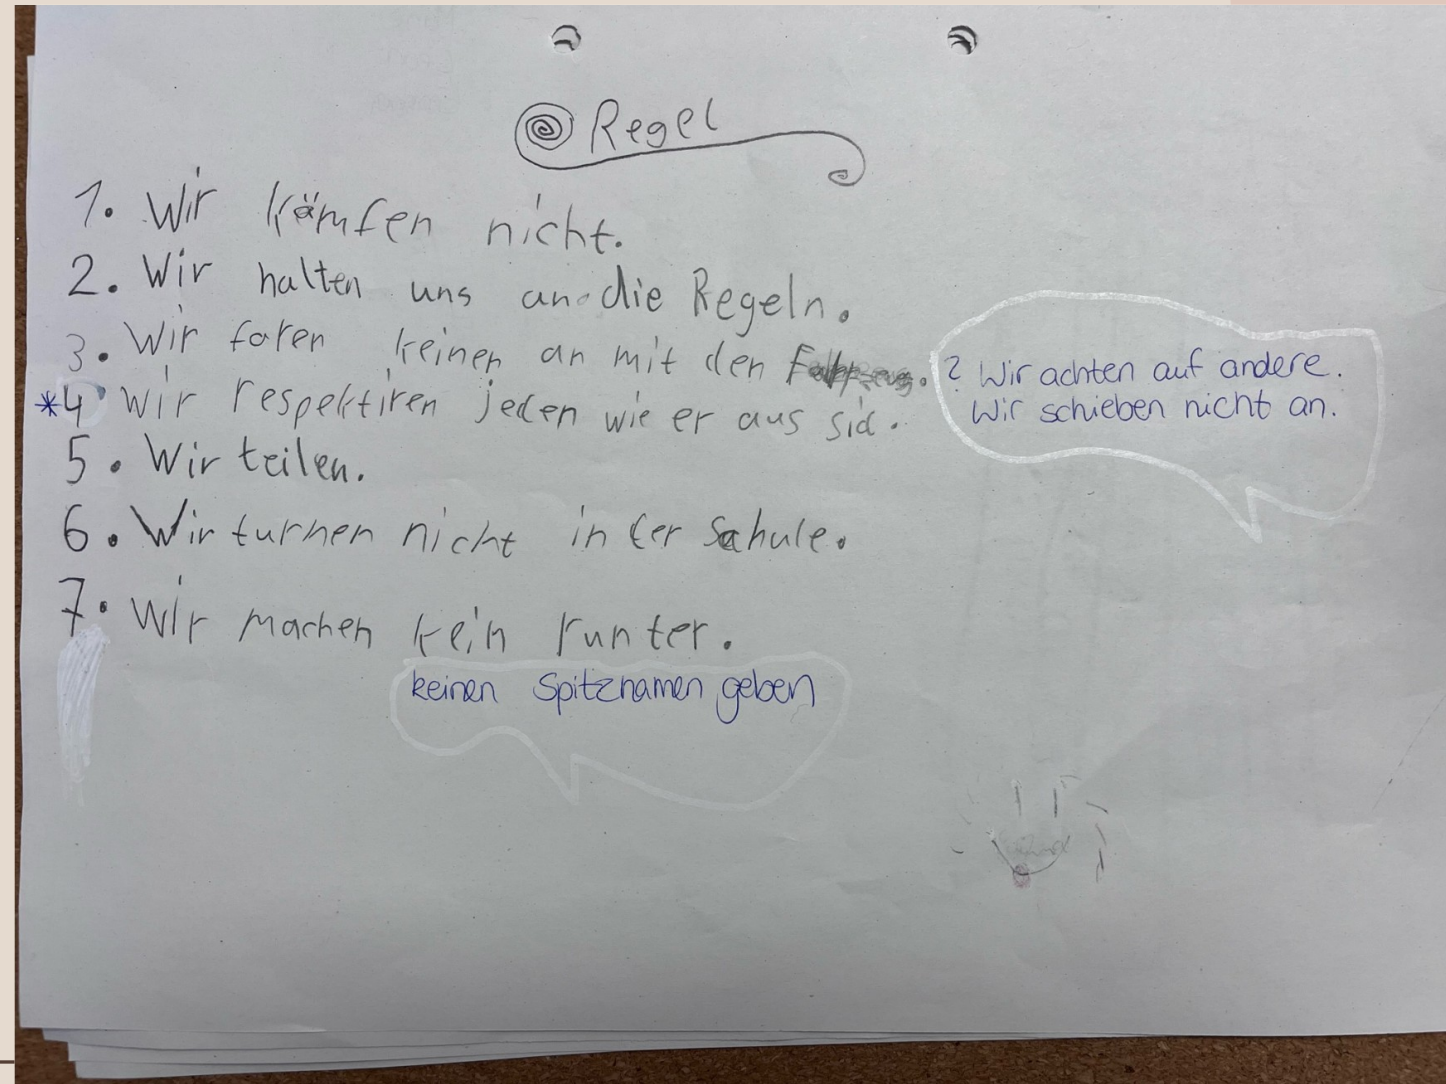 Regel
1. Wir kämfen nicht.
2. Wir halten uns an die Regeln.
3. Wir faren keinen an mit den
? Wir achten auf andere.
Wir schieben nicht an.
*4 Wir respektiren jeden wie er aus sid.
5. Wir teilen.
6. Wir turnen nicht in ter Schule.
7. Wir machen kein runter.
keinen Spitznamen geben